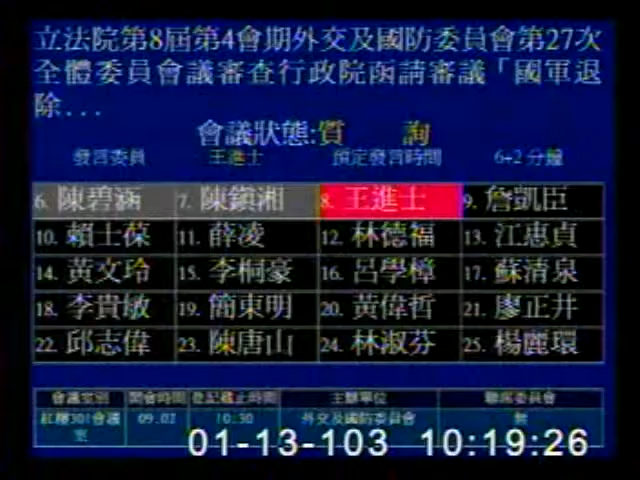 立法院第8屆第4會期外交及國防委員會第27次
全體委員會議審查行政院函請審議「國軍退
除...
會議狀態:質 詢
發言委員 王進士 預定發言時間 6+2 分鐘
6. 陳碧涵 7. 陳鎮湘 8. 王進士 9. 詹凱臣
10. 賴士葆 11. 薛凌 12. 林德福 13. 江惠貞
14. 黃文玲 15. 李桐豪 16. 呂學樟 17. 蘇清泉
18. 李貴敏 19. 簡東明 20. 黃偉哲 21. 廖正井
22. 邱志偉 23. 陳唐山 24. 林淑芬 25. 楊麗環
會議室別 開會時間 登記截止時間 主辦單位 聯席委員會
紅樓301會議 09.02 10:30 外交及國防委員會 無
室
01-13-103 10:19:26